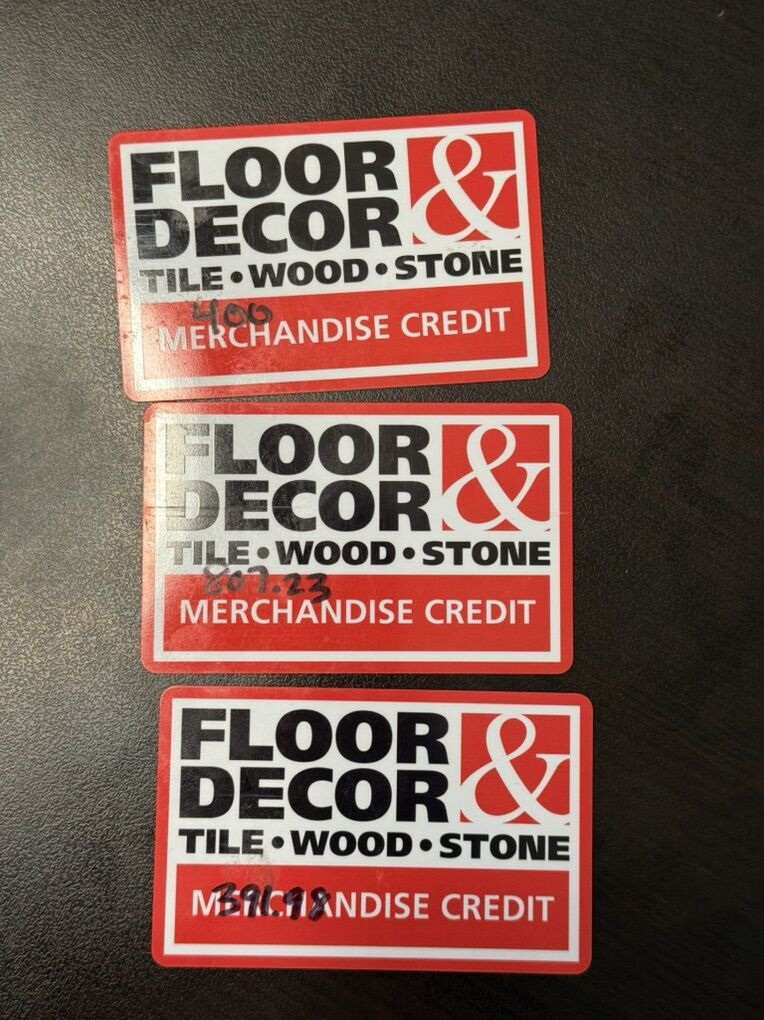 FLOOR &
DECOR
TILE • WOOD • STONE
400
MERCHANDISE CREDIT
FLOOR &
DECOR
TILE • WOOD • STONE
807.23
MERCHANDISE CREDIT
FLOOR &
DECOR
TILE • WOOD • STONE
391.98
MERCHANDISE CREDIT